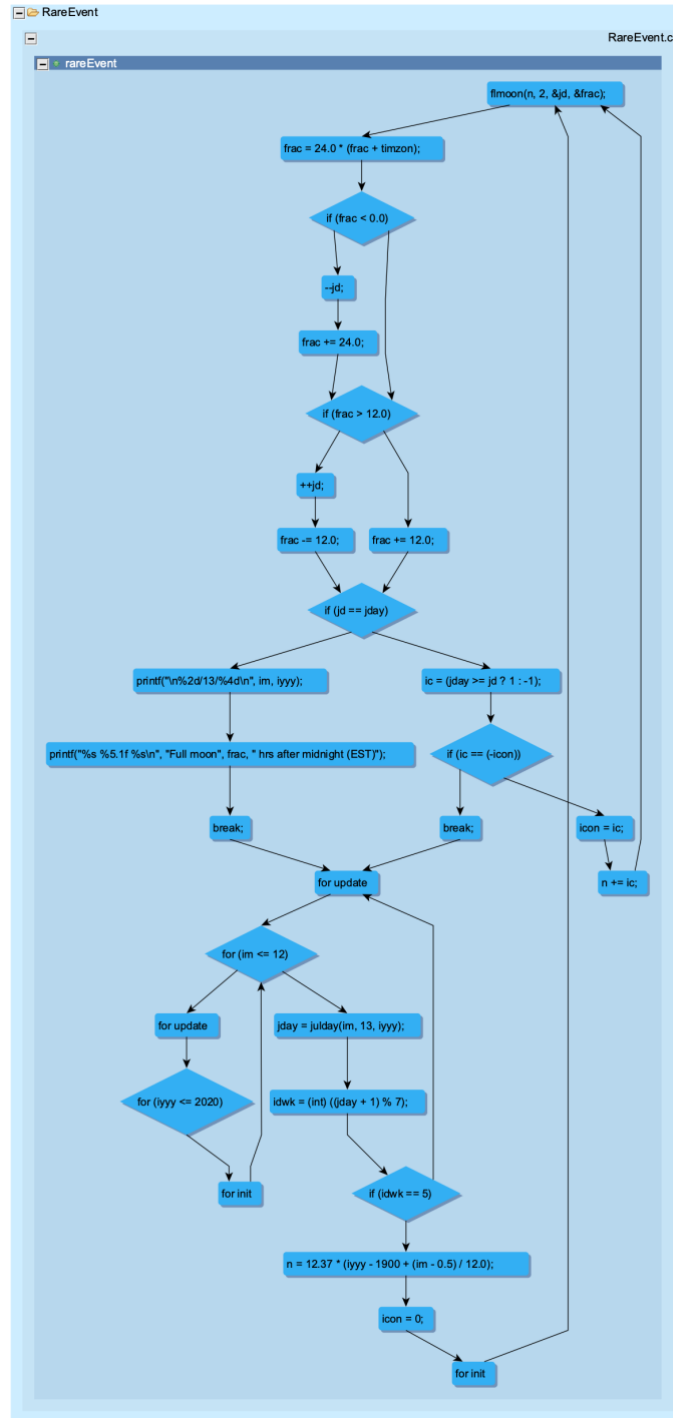 RareEvent
RareEvent.c
rareEvent
flmoon(n, 2, &jd, &frac);
frac = 24.0 * (frac + timzon);
if (frac < 0.0)
--jd;
frac += 24.0;
if (frac > 12.0)
++jd;
frac -= 12.0;
frac += 12.0;
if (jd == jday)
printf("\n%2d/13/%4d\n", im, iyyy);
ic = (jday >= jd ? 1 : -1);
printf("%s %5.1f %s\n", "Full moon", frac, " hrs after midnight (EST)");
if (ic == (-icon))
break;
break;
icon = ic;
for update
n += ic;
for (im <= 12)
for update
jday = julday(im, 13, iyyy);
for (iyyy <= 2020)
idwk = (int) ((jday + 1) % 7);
for init
if (idwk == 5)
n = 12.37 * (iyyy - 1900 + (im - 0.5) / 12.0);
icon = 0;
for init